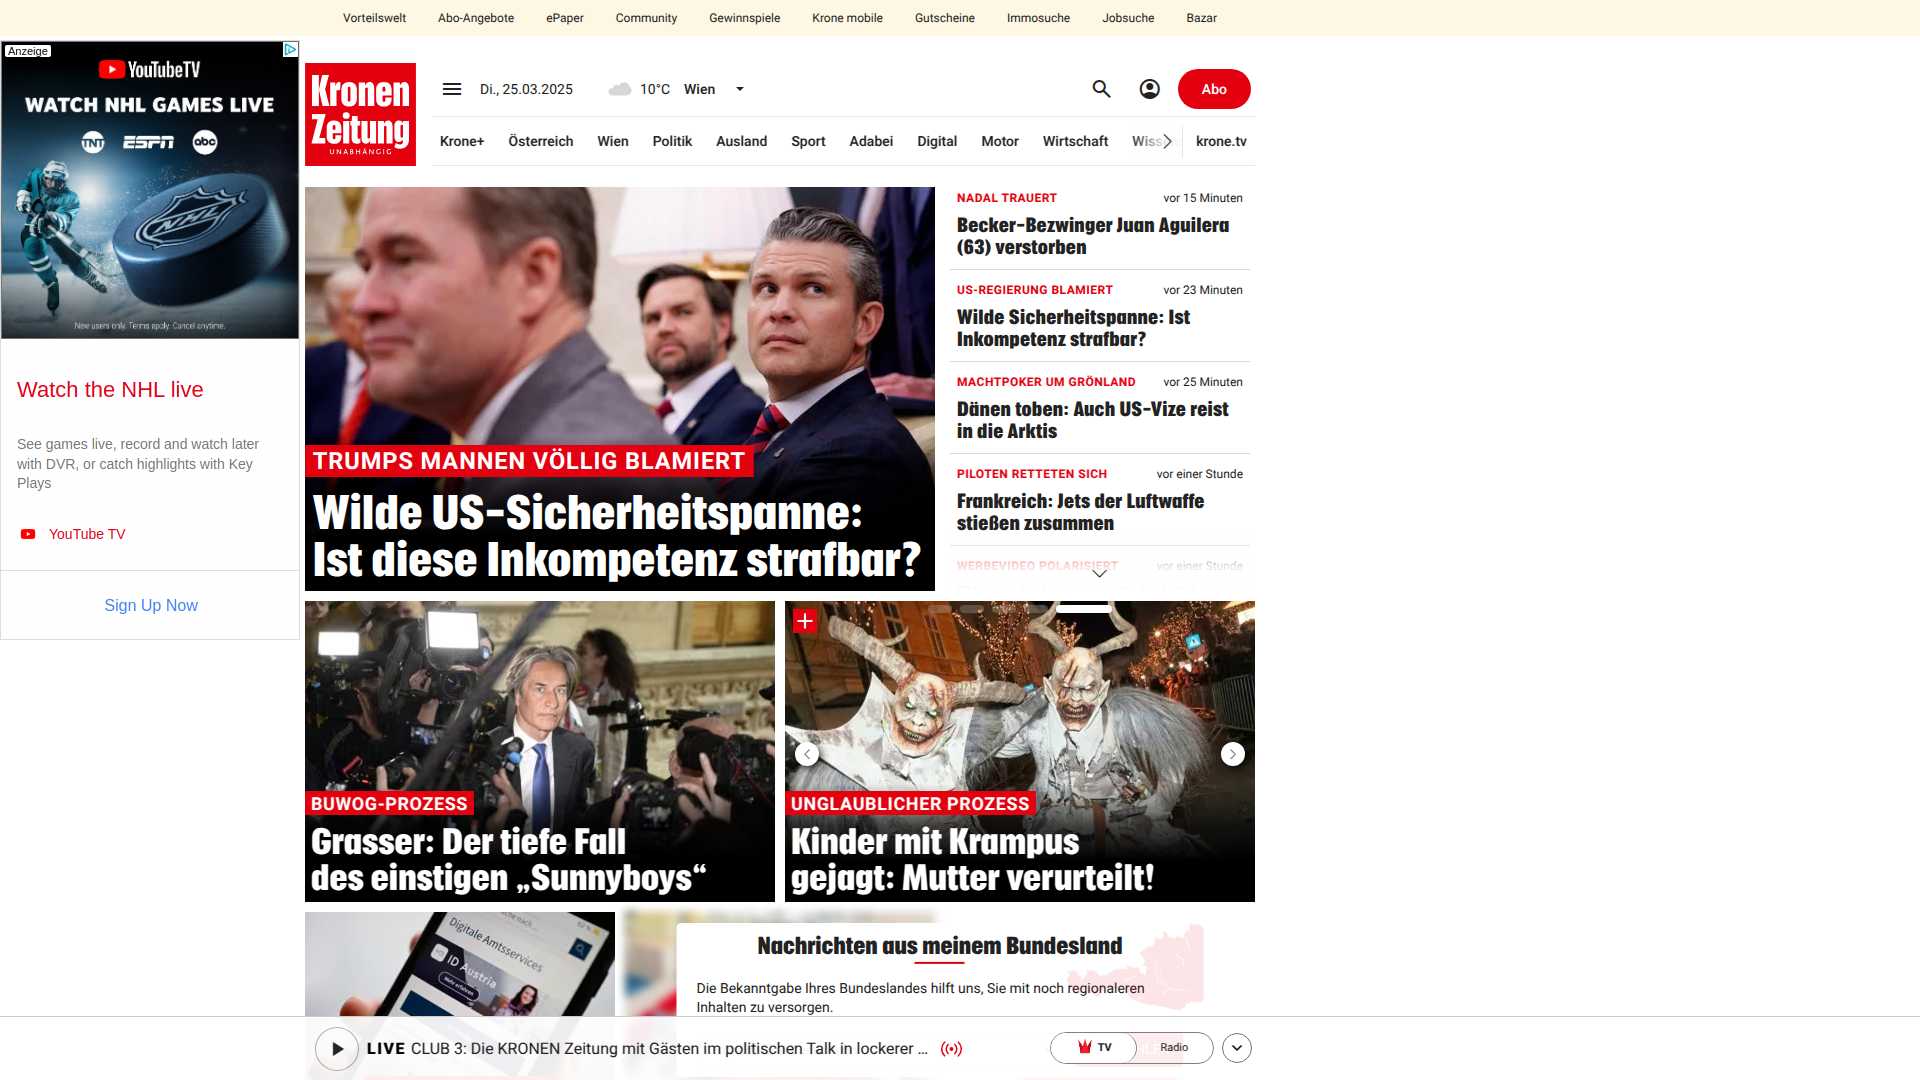 Vorteilswelt Abo-Angebote ePaper Community Gewinnspiele Krone mobile Gutscheine Immosuche Jobsuche Bazar
Anzeige
YouTubeTV
WATCH NHL GAMES LIVE
TNT ESPN abc
NHL
New users only. Terms apply. Cancel anytime.
Watch the NHL live
See games live, record and watch later
with DVR, or catch highlights with Key
Plays
YouTube TV
Sign Up Now
Kronen
Zeitung
UNABHÄNGIG
Di., 25.03.2025 10°C Wien
Abo
Krone+ Österreich Wien Politik Ausland Sport Adabei Digital Motor Wirtschaft krone.tv
TRUMPS MANNEN VÖLLIG BLAMIERT
Wilde US-Sicherheitspanne:
Ist diese Inkompetenz strafbar?
NADAL TRAUERT vor 15 Minuten
Becker-Bezwinger Juan Aguilera
(63) verstorben
US-REGIERUNG BLAMIERT vor 23 Minuten
Wilde Sicherheitspanne: Ist
Inkompetenz strafbar?
MACHTPOKER UM GRÖNLAND vor 25 Minuten
Dänen toben: Auch US-Vize reist
in die Arktis
PILOTEN RETTETEN SICH vor einer Stunde
Frankreich: Jets der Luftwaffe
stießen zusammen
WERBEVIDEO POLARISIERT vor einer Stunde
BUWOG-PROZESS
Grasser: Der tiefe Fall
des einstigen „Sunnyboys“
UNGLAUBLICHER PROZESS
Kinder mit Krampus
gejagt: Mutter verurteilt!
Digitale Amtsservices
ID Austria
Mehr erfahren
Nachrichten aus meinem Bundesland
Die Bekanntgabe Ihres Bundeslandes hilft uns, Sie mit noch regionaleren
Inhalten zu versorgen.
LIVE CLUB 3: Die KRONEN Zeitung mit Gästen im politischen Talk in lockerer ...
TV Radio